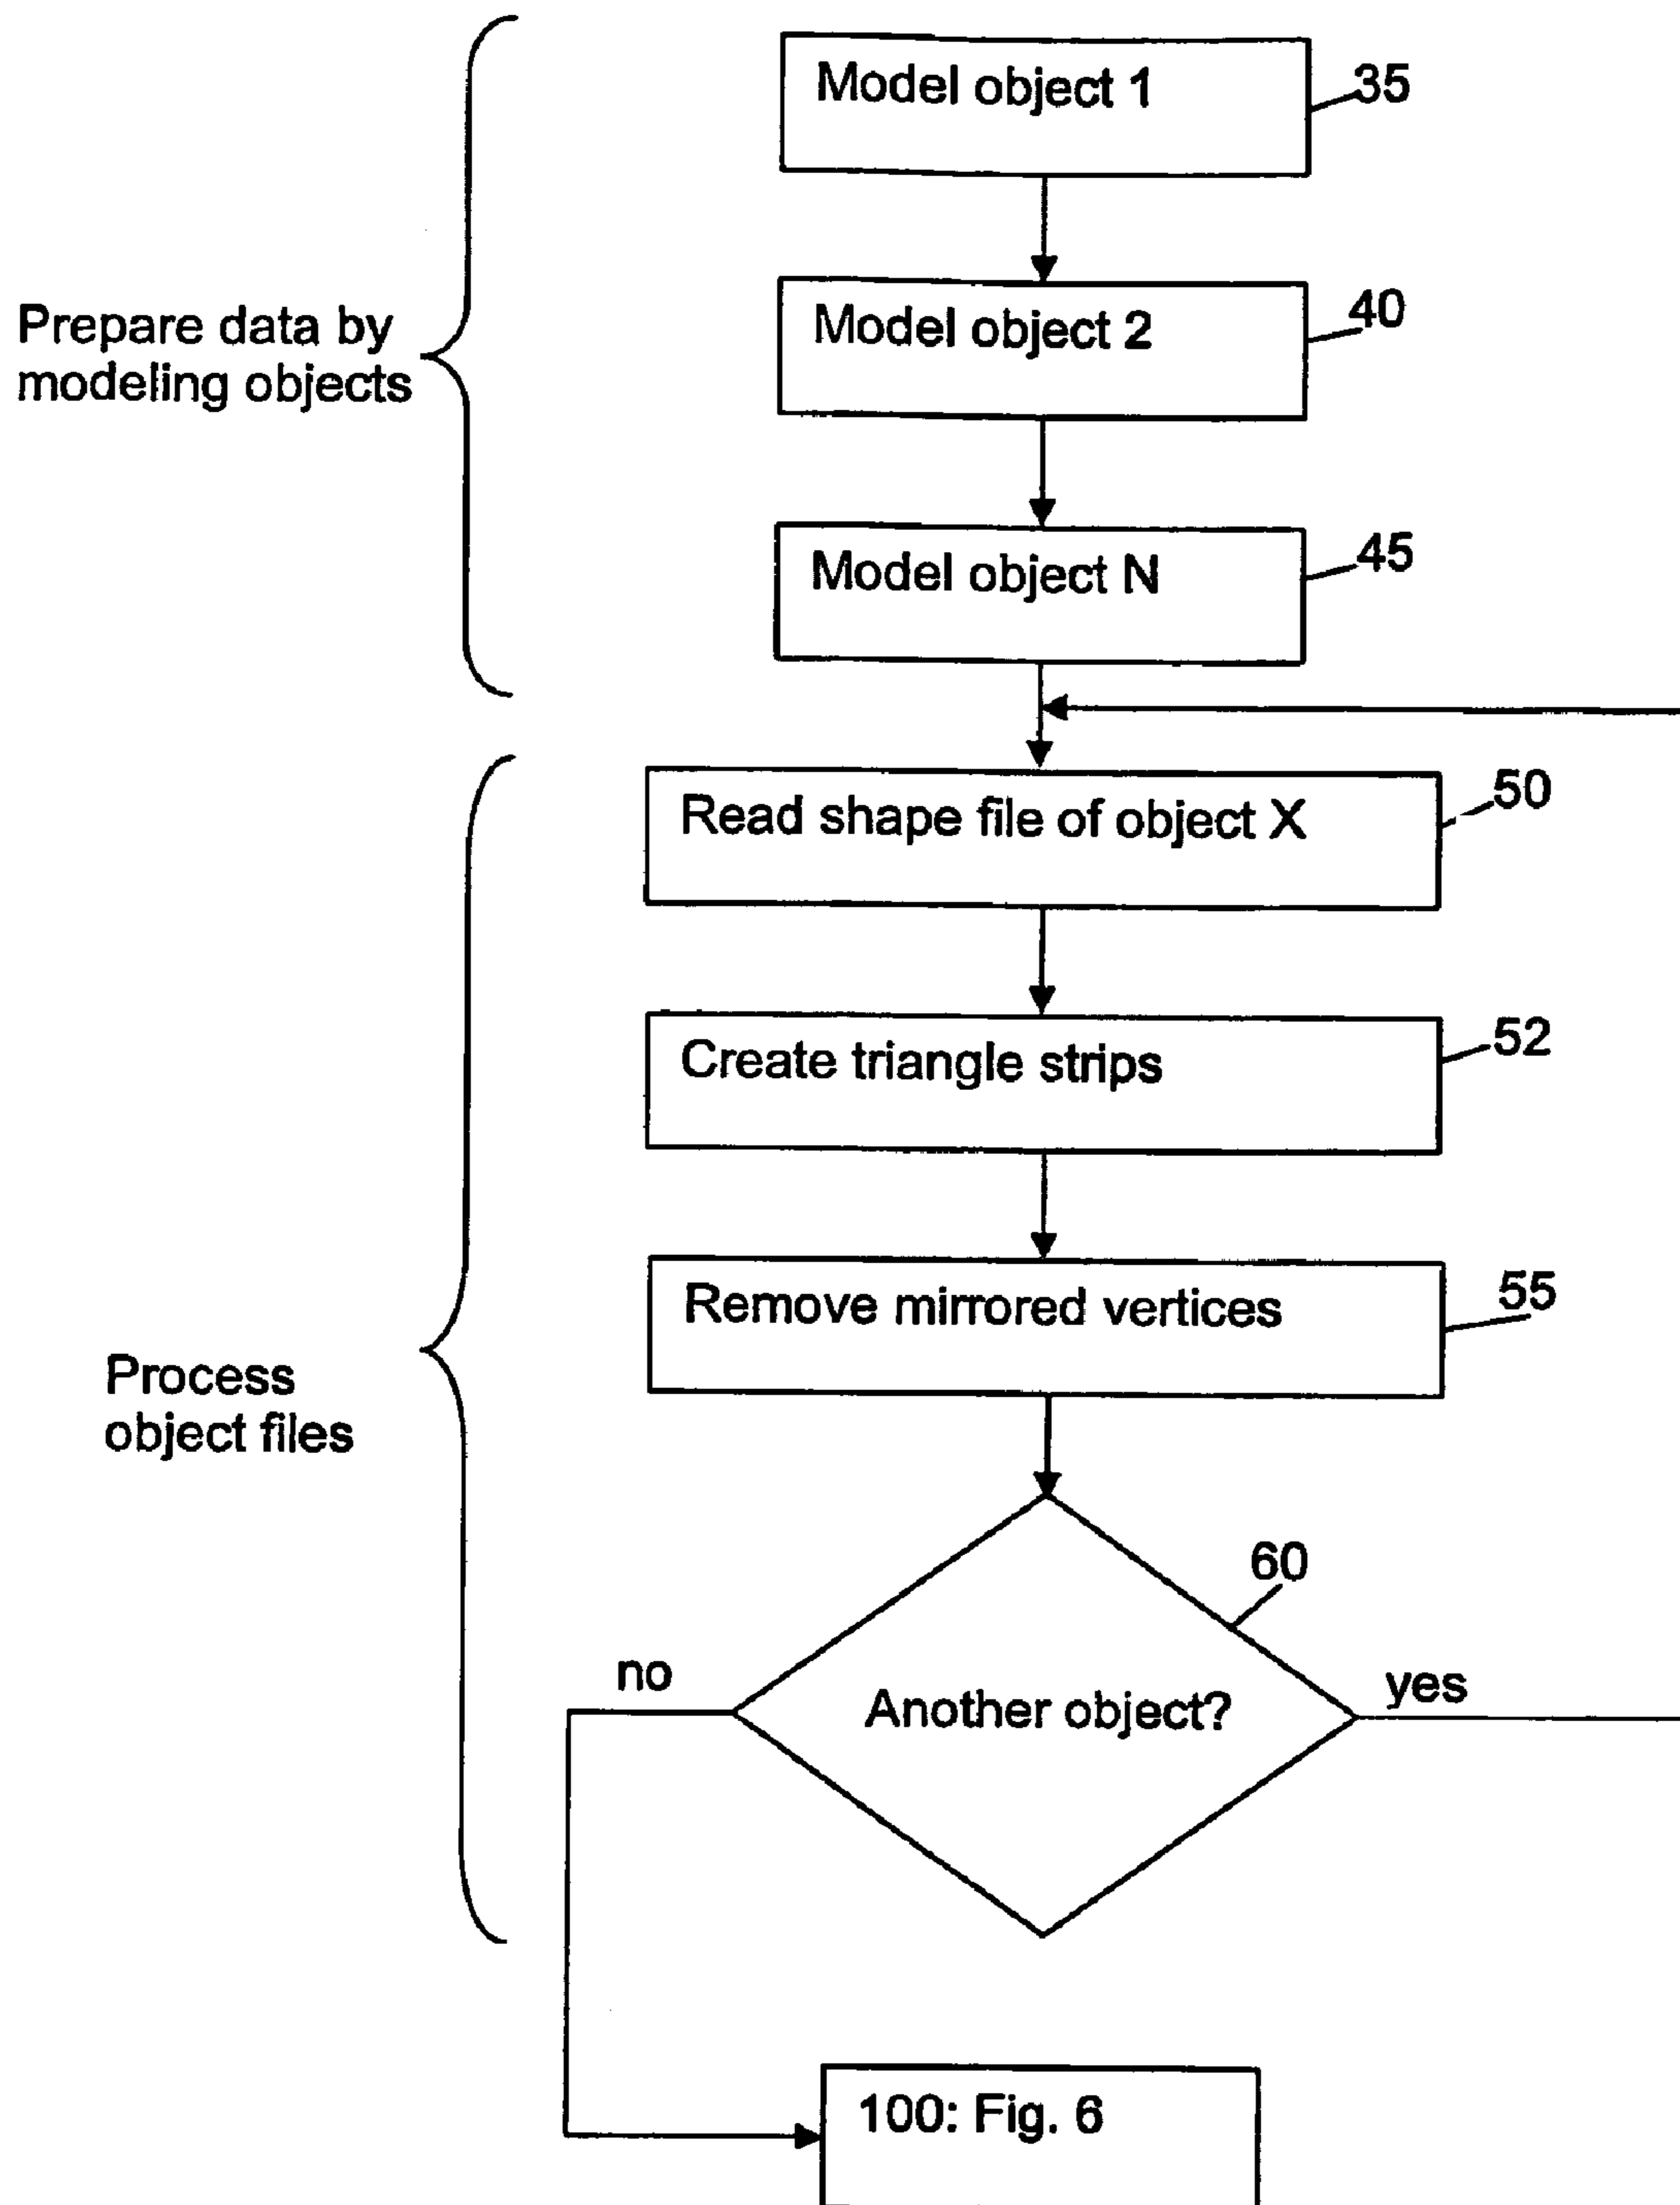 Model object 1
35
Prepare data by
modeling objects
Model object 2
40
Model object N
45
Read shape file of object X
50
Create triangle strips
52
Remove mirrored vertices
55
Process
object files
60
Another object?
no
yes
100: Fig. 6